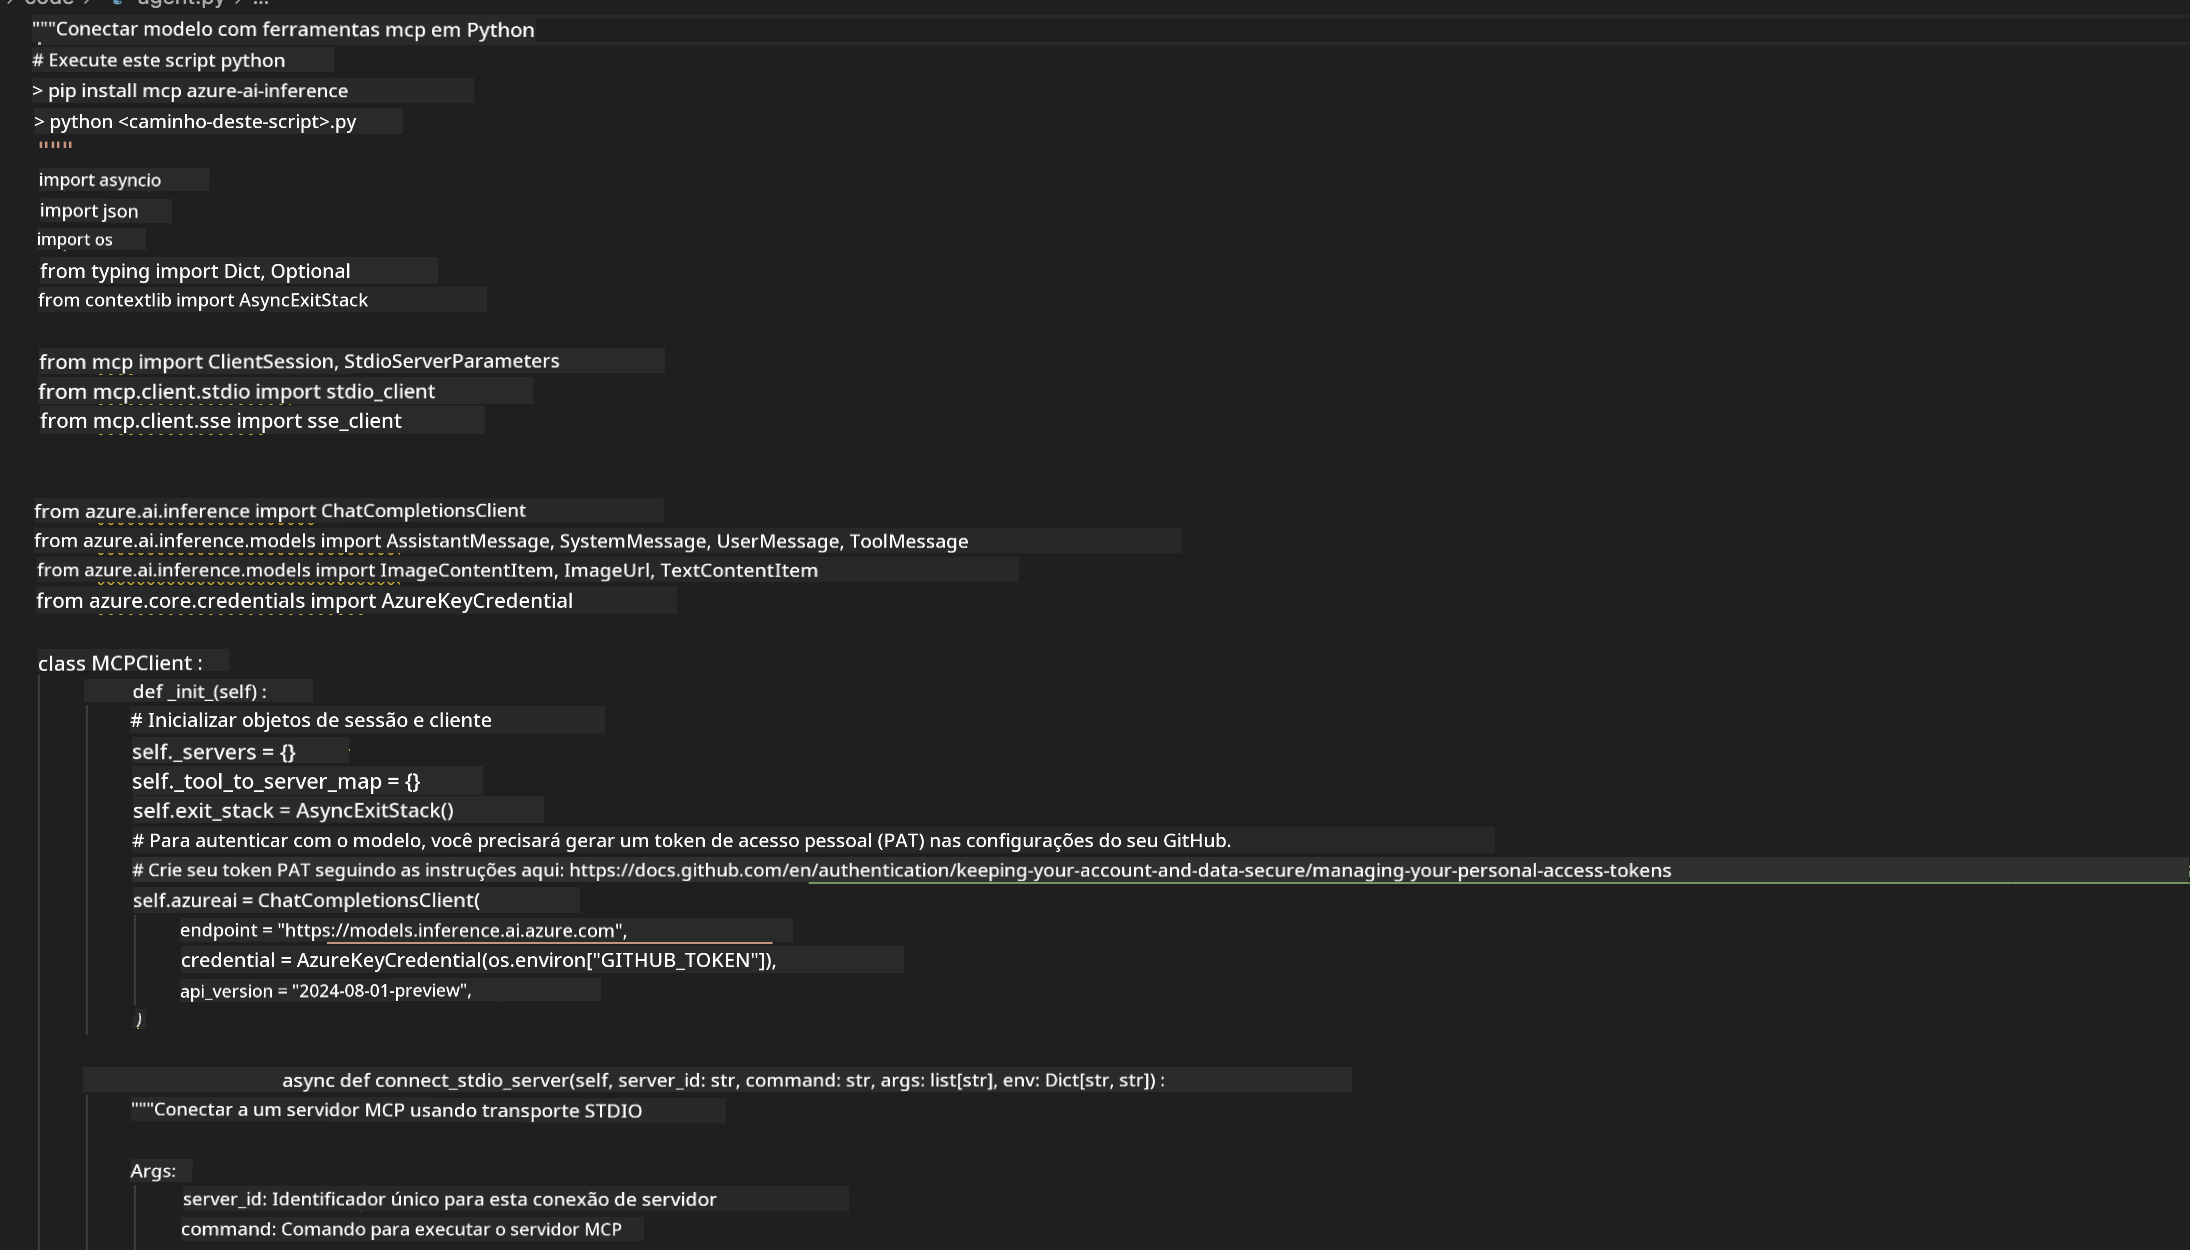 code > agent.py > ...
"""Conectar modelo com ferramentas mcp em Python
# Execute este script python
> pip install mcp azure-ai-inference
> python <caminho-deste-script>.py
"""
import asyncio
import json
import os
from typing import Dict, Optional
from contextlib import AsyncExitStack
from mcp import ClientSession, StdioServerParameters
from mcp.client.stdio import stdio_client
from mcp.client.sse import sse_client
from azure.ai.inference import ChatCompletionsClient
from azure.ai.inference.models import AssistantMessage, SystemMessage, UserMessage, ToolMessage
from azure.ai.inference.models import ImageContentItem, ImageUrl, TextContentItem
from azure.core.credentials import AzureKeyCredential
class MCPClient :
def _init_(self) :
# Inicializar objetos de sessão e cliente
self._servers = {}
self._tool_to_server_map = {}
self.exit_stack = AsyncExitStack()
# Para autenticar com o modelo, você precisará gerar um token de acesso pessoal (PAT) nas configurações do seu GitHub.
# Crie seu token PAT seguindo as instruções aqui: https://docs.github.com/en/authentication/keeping-your-account-and-data-secure/managing-your-personal-access-tokens
self.azureai = ChatCompletionsClient(
endpoint = "https://models.inference.ai.azure.com",
credential = AzureKeyCredential(os.environ["GITHUB_TOKEN"]),
api_version = "2024-08-01-preview",
)
async def connect_stdio_server(self, server_id: str, command: str, args: list[str], env: Dict[str, str]) :
"""Conectar a um servidor MCP usando transporte STDIO
Args:
server_id: Identificador único para esta conexão de servidor
command: Comando para executar o servidor MCP